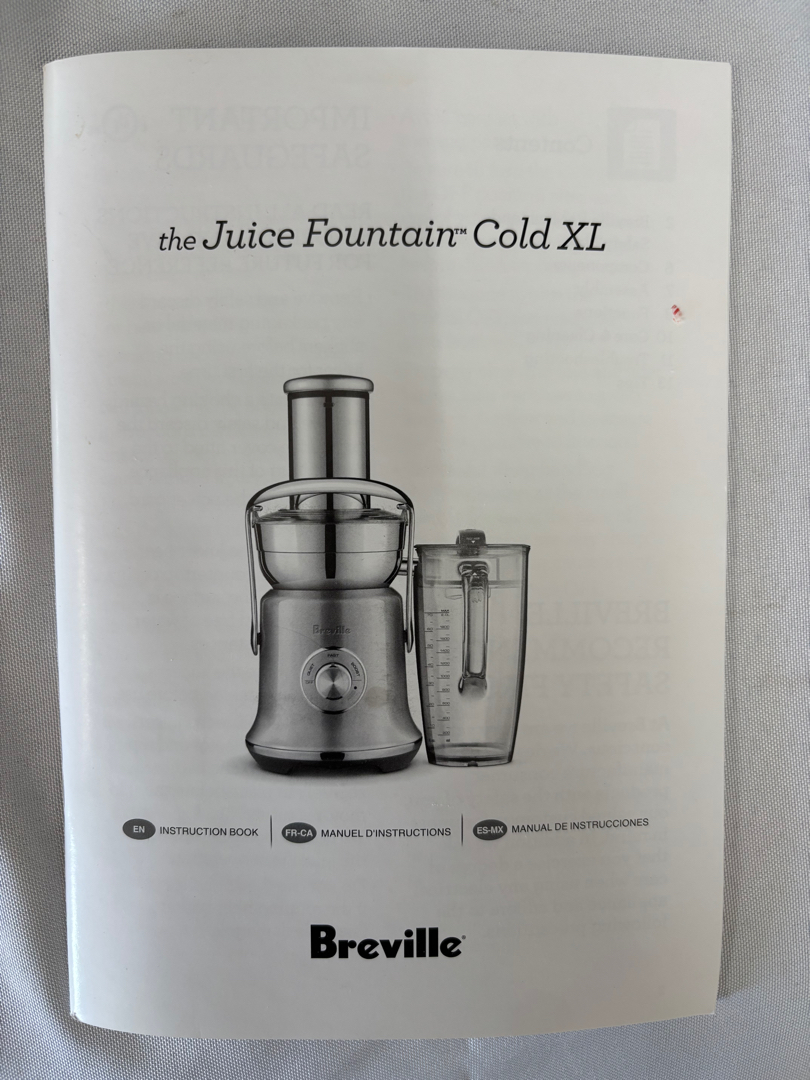 the Juice Fountain™ Cold XL
Breville
EN INSTRUCTION BOOK
FR-CA MANUEL D'INSTRUCTIONS
ES-MX MANUAL DE INSTRUCCIONES
Breville®